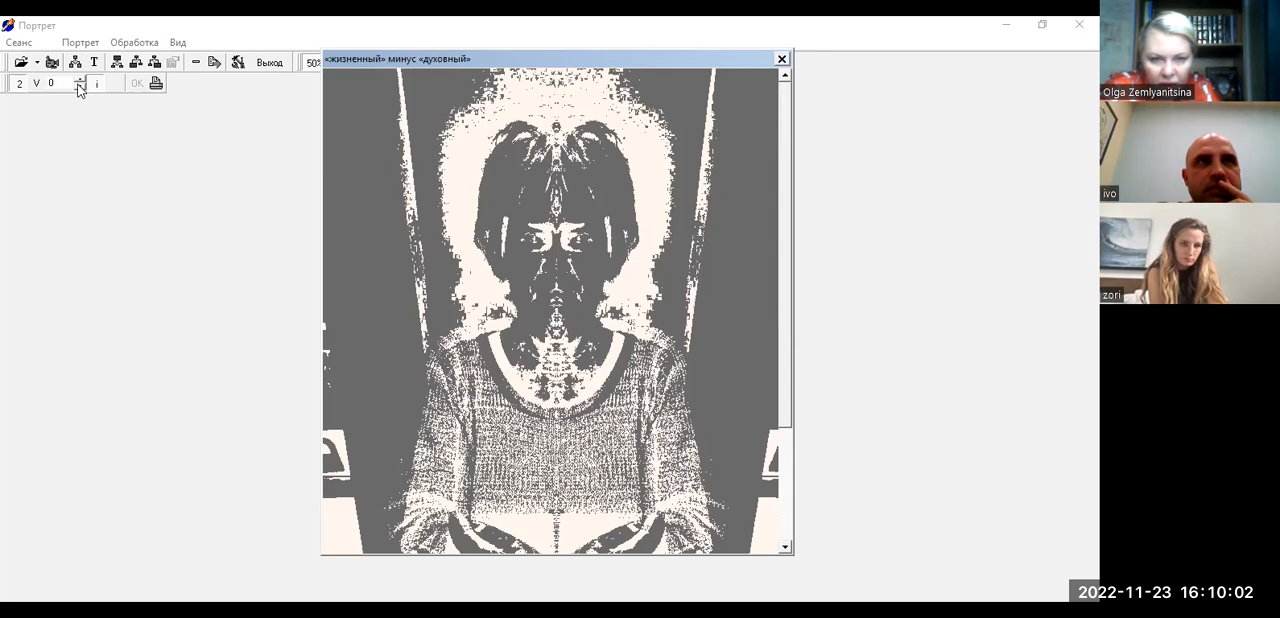 Портрет
Сеанс Портрет Обработка Вид
T Выход
2 V 0 i OK
«жизненный» минус «духовный»
Olga Zemlyanitsina
ivo
zori
2022-11-23 16:10:02